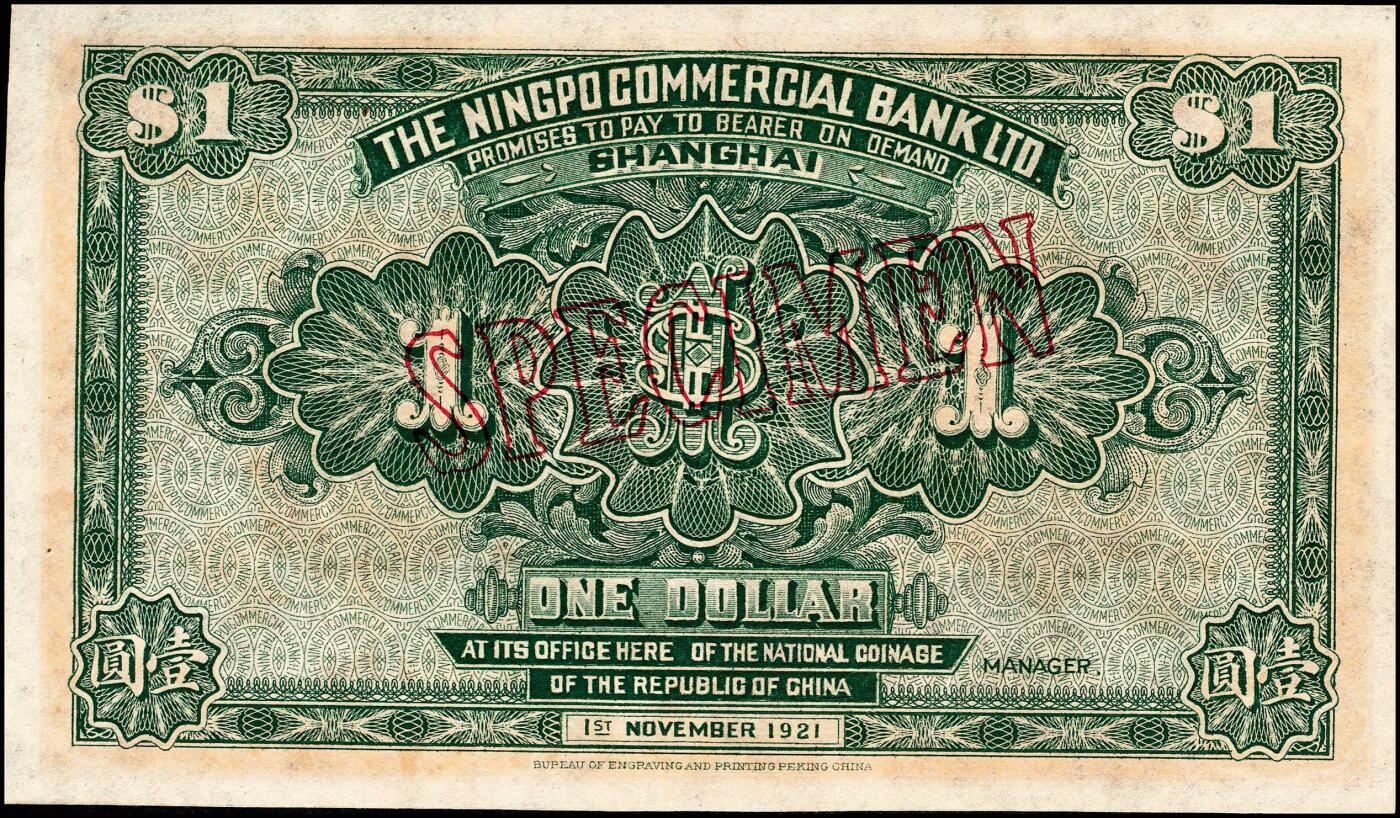 $1
$1
THE NINGPO COMMERCIAL BANK LTD.
PROMISES TO PAY TO BEARER ON DEMAND
SHANGHAI
1
$
1
SPECIMEN
ONE DOLLAR
AT ITS OFFICE HERE OF THE NATIONAL COINAGE
OF THE REPUBLIC OF CHINA
MANAGER.
圓壹
圓壹
1ST NOVEMBER 1921
BUREAU OF ENGRAVING AND PRINTING PEKING CHINA